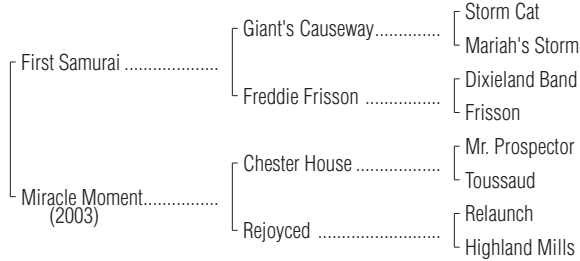 Storm Cat
Giant's Causeway..............
Mariah's Storm
First Samurai ....................
Dixieland Band
Freddie Frisson ................
Frisson
Mr. Prospector
Chester House ..................
Toussaud
Miracle Moment................
(2003)
Relaunch
Rejoyced ..........................
Highland Mills